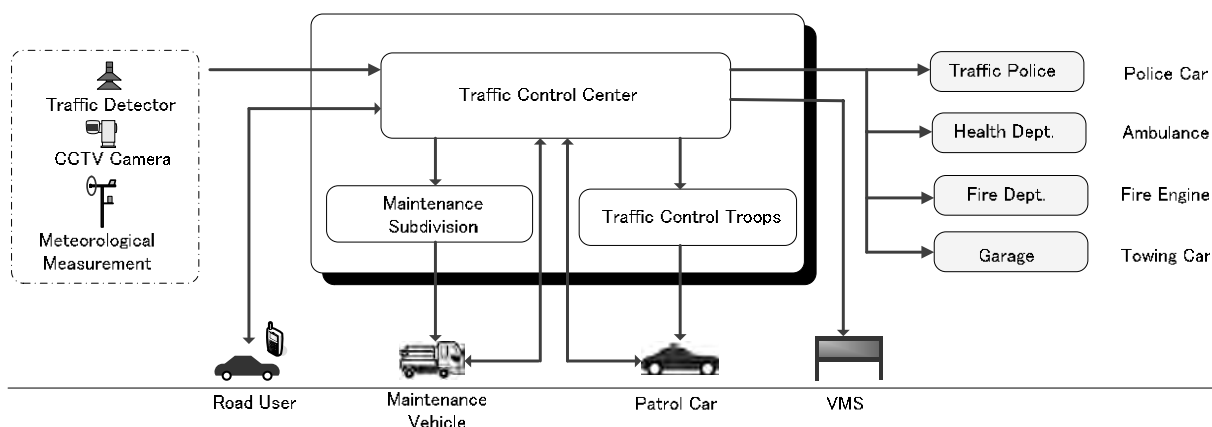 Traffic Detector
CCTV Camera
Meteorological
Measurement
Traffic Control Center
Maintenance
Subdivision
Traffic Control Troops
Traffic Police
Police Car
Health Dept.
Ambulance
Fire Dept.
Fire Engine
Garage
Towing Car
Road User
Maintenance
Vehicle
Patrol Car
VMS